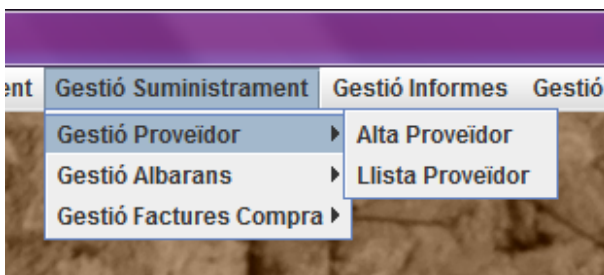 ent Gestió Suministrament Gestió Informes Gestió
Gestió Proveïdor Alta Proveïdor
Gestió Albarans Llista Proveïdor
Gestió Factures Compra